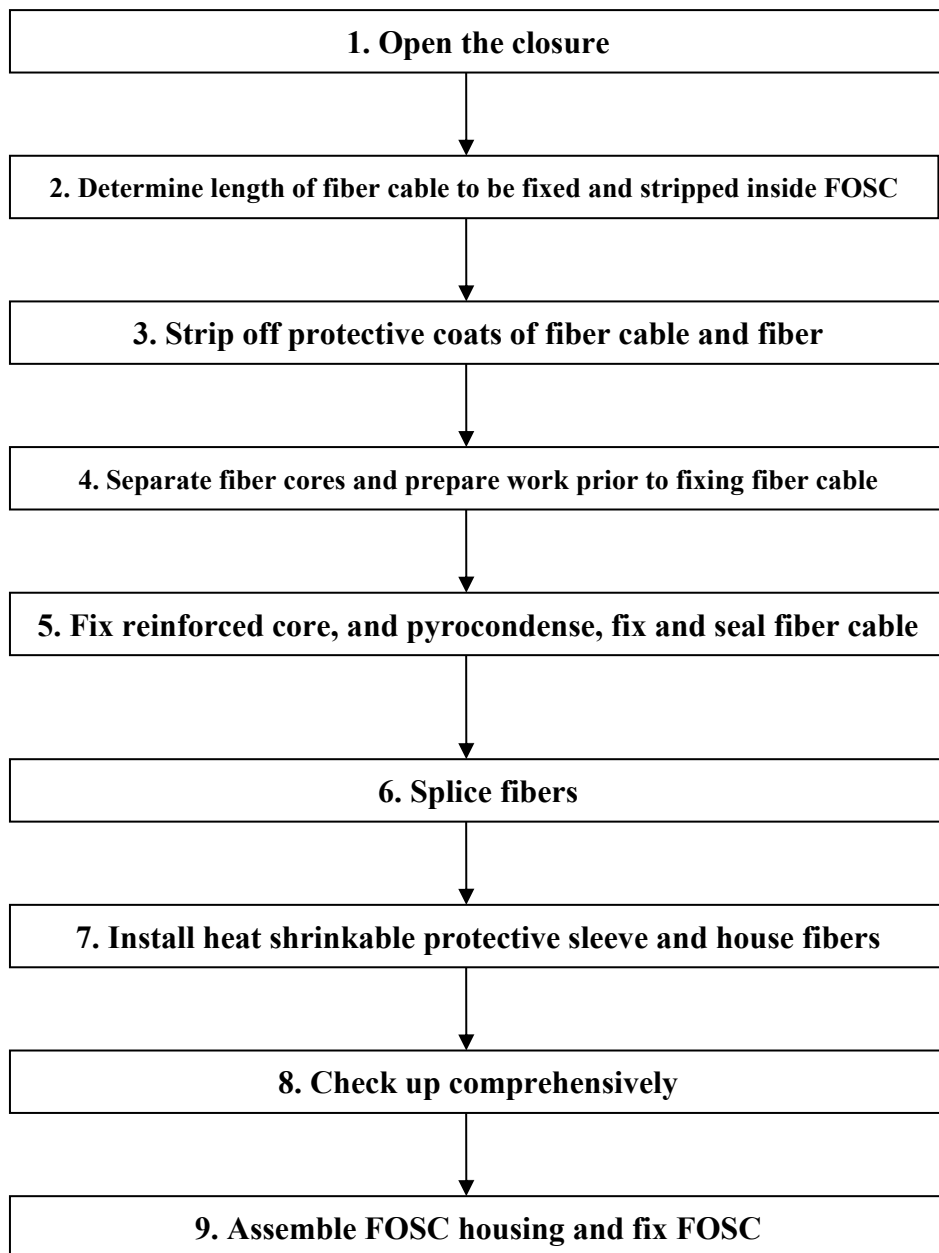 1. Open the closure
2. Determine length of fiber cable to be fixed and stripped inside FOSC
3. Strip off protective coats of fiber cable and fiber
4. Separate fiber cores and prepare work prior to fixing fiber cable
5. Fix reinforced core, and pyrocondense, fix and seal fiber cable
6. Splice fibers
7. Install heat shrinkable protective sleeve and house fibers
8. Check up comprehensively
9. Assemble FOSC housing and fix FOSC